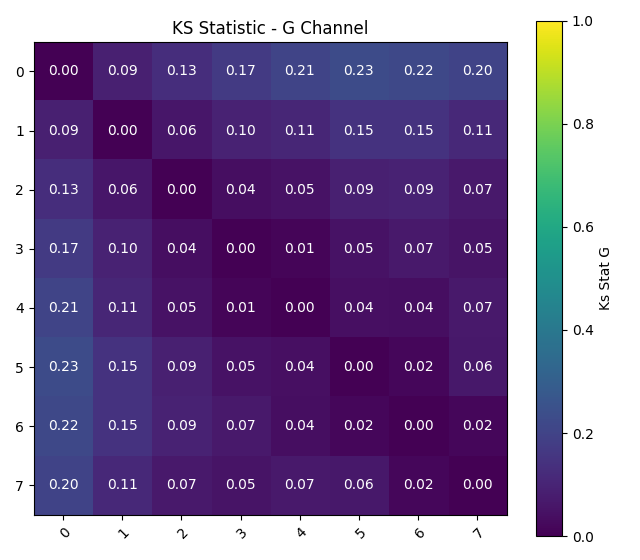 KS Statistic - G Channel
0 0.00 0.09 0.13 0.17 0.21 0.23 0.22 0.20
1 0.09 0.00 0.06 0.10 0.11 0.15 0.15 0.11
2 0.13 0.06 0.00 0.04 0.05 0.09 0.09 0.07
3 0.17 0.10 0.04 0.00 0.01 0.05 0.07 0.05
4 0.21 0.11 0.05 0.01 0.00 0.04 0.04 0.07
5 0.23 0.15 0.09 0.05 0.04 0.00 0.02 0.06
6 0.22 0.15 0.09 0.07 0.04 0.02 0.00 0.02
7 0.20 0.11 0.07 0.05 0.07 0.06 0.02 0.00
0 1 2 3 4 5 6 7
1.0
0.8
0.6
0.4
0.2
0.0
Ks Stat G